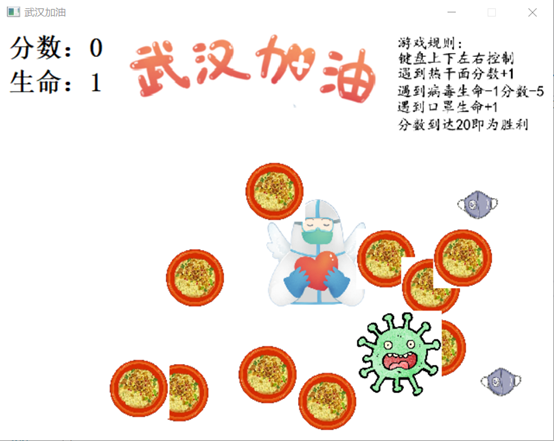 武汉加油
分数：0
生命：1
武汉加油
游戏规则：
键盘上下左右控制
遇到热干面分数+1
遇到病毒生命-1分数-5
遇到口罩生命+1
分数到达20即为胜利